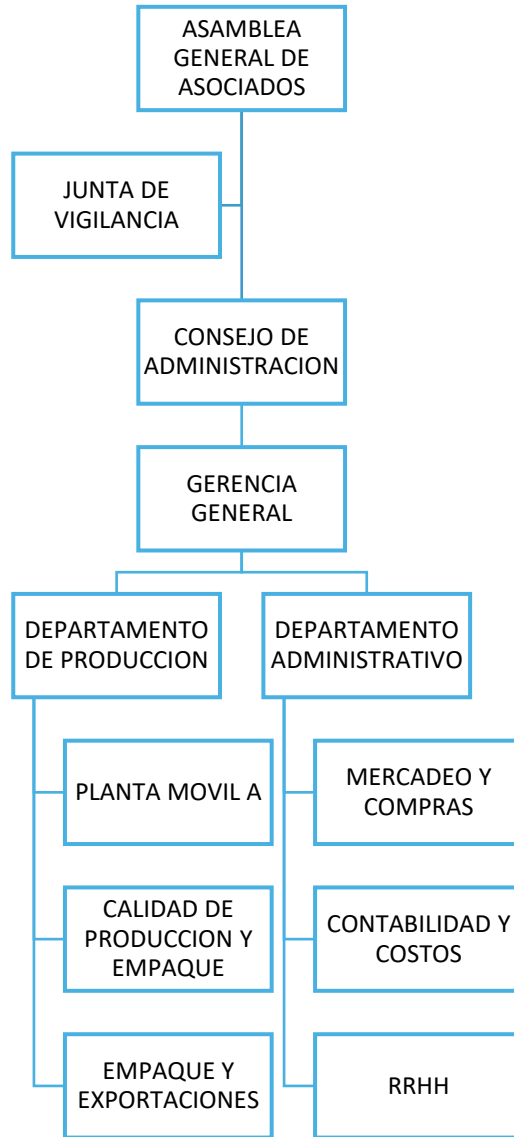 ASAMBLEA
GENERAL DE
ASOCIADOS
JUNTA DE
VIGILANCIA
CONSEJO DE
ADMINISTRACION
GERENCIA
GENERAL
DEPARTAMENTO
DE PRODUCCION
DEPARTAMENTO
ADMINISTRATIVO
PLANTA MOVIL A
MERCADEO Y
COMPRAS
CALIDAD DE
PRODUCCION Y
EMPAQUE
CONTABILIDAD Y
COSTOS
EMPAQUE Y
EXPORTACIONES
RRHH